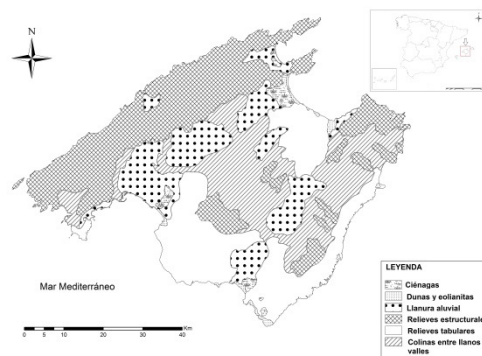 N
N
Mar Mediterráneo
0 5 10 20 30 40
Km
LEYENDA
Ciénagas
Dunas y eolianitas
Llanura aluvial
Relieves estructurales
Relieves tabulares
Colinas entre llanos y
valles